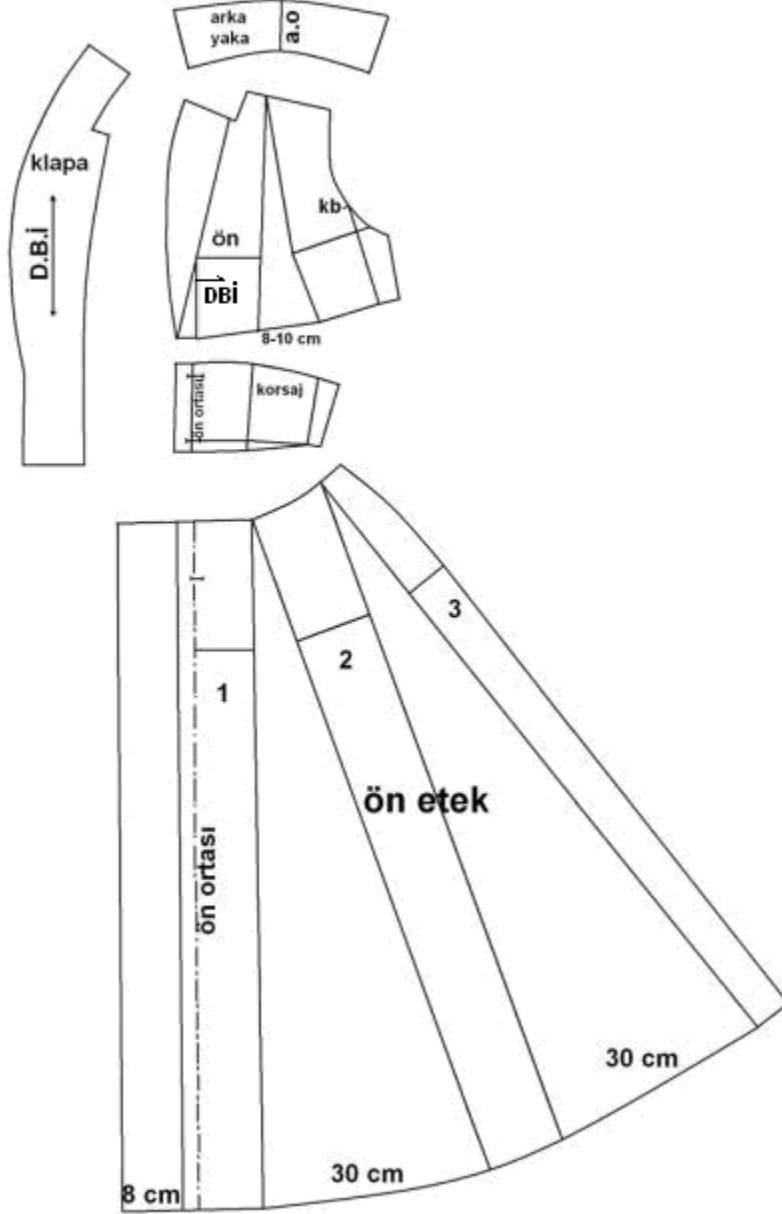 arka
yaka
a.o
klapa
D.B.İ
kb
ön
DBİ
8-10 cm
ön ortası
korsaj
1
2
3
ön etek
ön ortası
8 cm
30 cm
30 cm